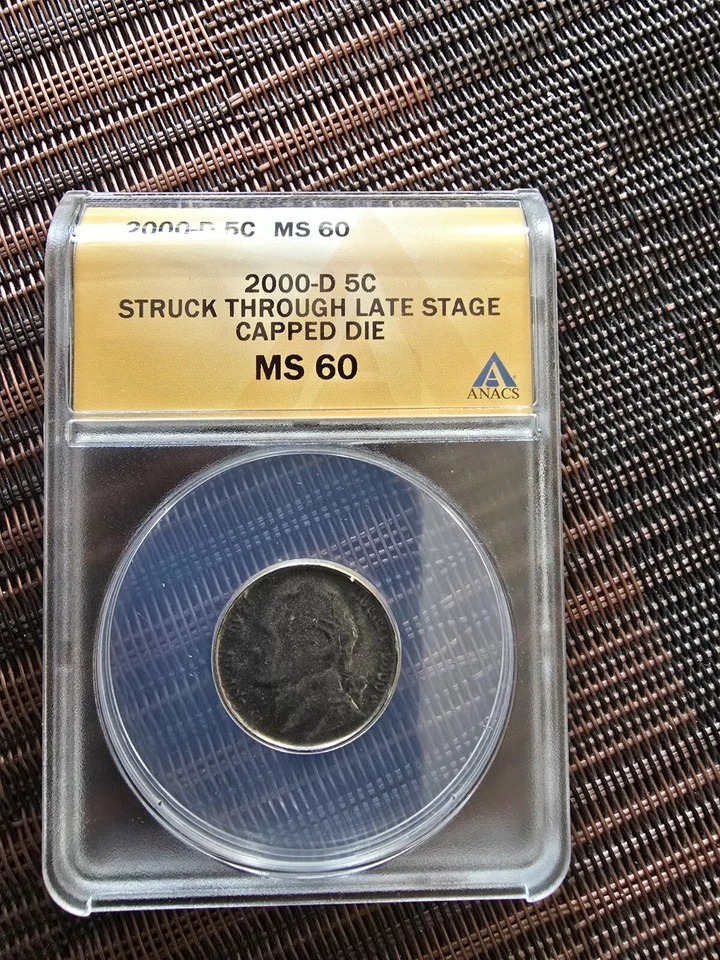 2000-D 5C MS 60
2000-D 5C
STRUCK THROUGH LATE STAGE
CAPPED DIE
MS 60
ANACS